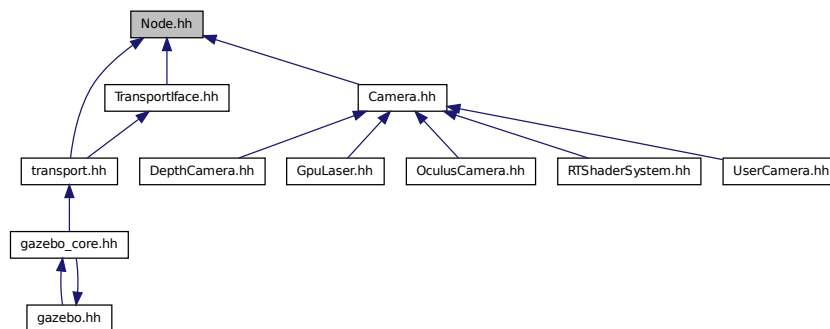 Node.hh
TransportIface.hh
Camera.hh
transport.hh
DepthCamera.hh
GpuLaser.hh
OculusCamera.hh
RTShaderSystem.hh
UserCamera.hh
gazebo_core.hh
gazebo.hh